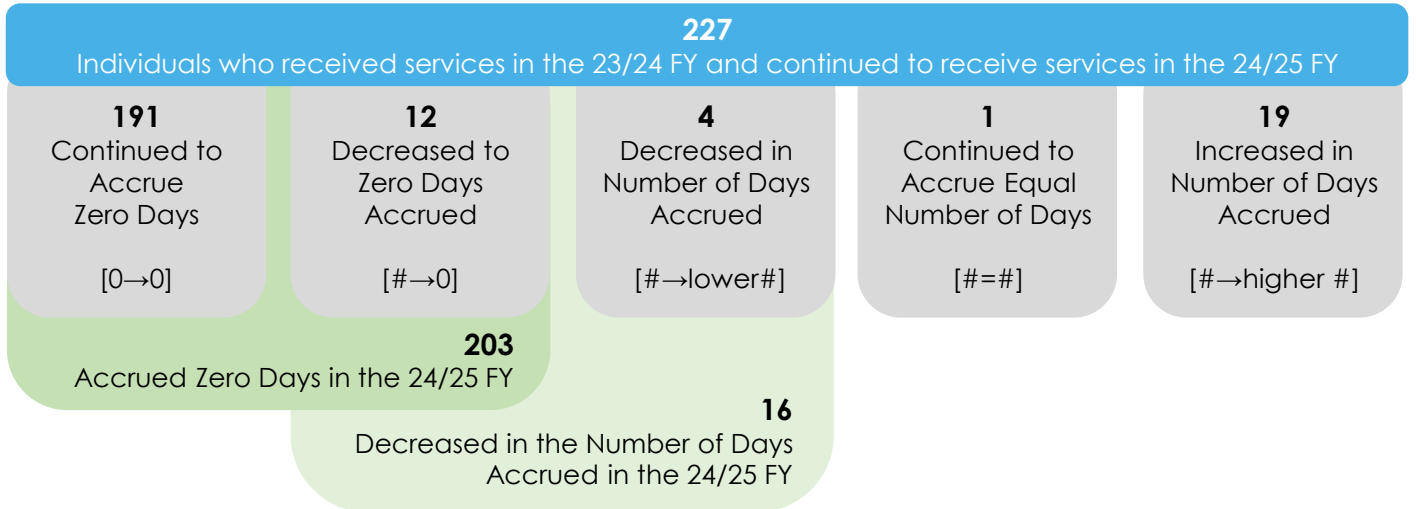 227
Individuals who received services in the 23/24 FY and continued to receive services in the 24/25 FY
191
Continued to
Accrue
Zero Days
[0→0]
12
Decreased to
Zero Days
Accrued
[#→0]
4
Decreased in
Number of Days
Accrued
[#→lower#]
1
Continued to
Accrue Equal
Number of Days
[#=#]
19
Increased in
Number of Days
Accrued
[#→higher #]
203
Accrued Zero Days in the 24/25 FY
16
Decreased in the Number of Days
Accrued in the 24/25 FY